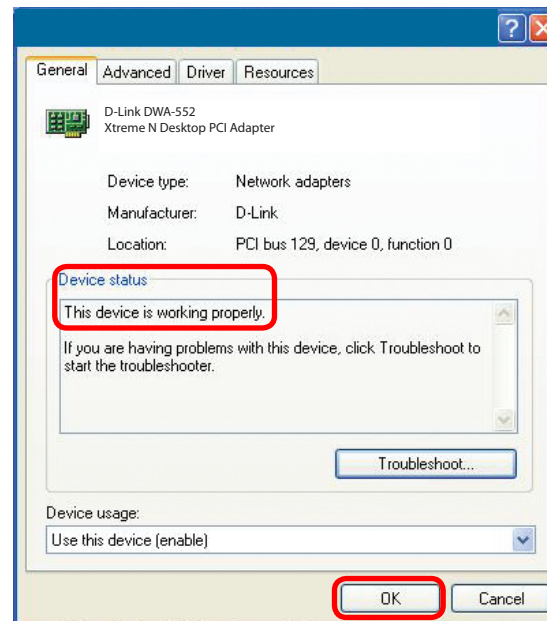 ?
General Advanced Driver Resources
D-Link DWA-552
Xtreme N Desktop PCI Adapter
Device type: Network adapters
Manufacturer: D-Link
Location: PCI bus 129, device 0, function 0
Device status
This device is working properly.
If you are having problems with this device, click Troubleshoot to
start the troubleshooter.
Troubleshoot...
Device usage:
Use this device (enable)
OK Cancel